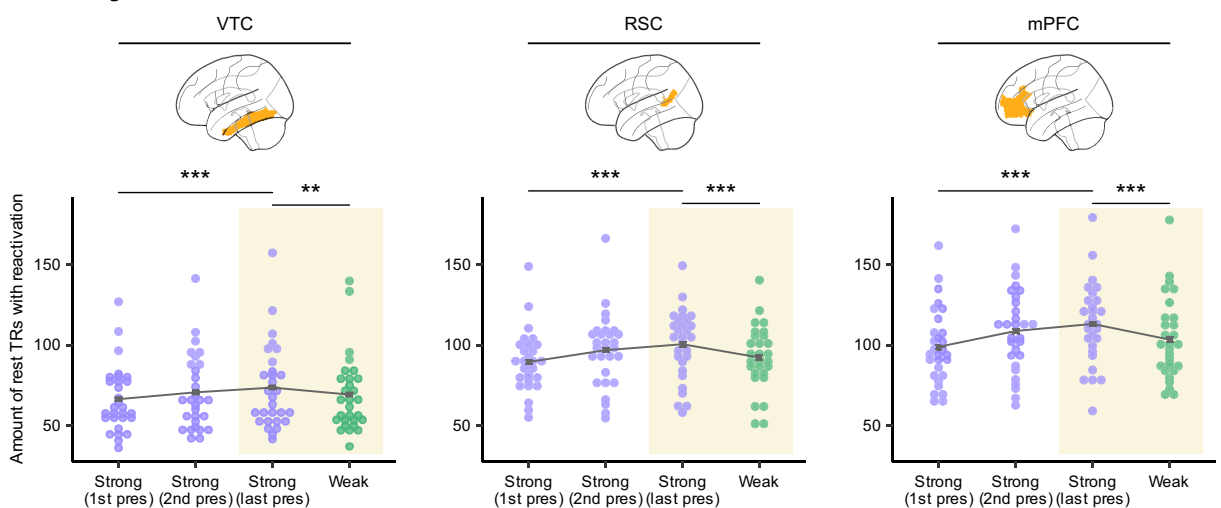 VTC
RSC
mPFC
*** **
*** ***
*** ***
Amount of rest TRs with reactivation
150
100
50
150
100
50
150
100
50
Strong Strong Strong Weak
(1st pres) (2nd pres) (last pres)
Strong Strong Strong Weak
(1st pres) (2nd pres) (last pres)
Strong Strong Strong Weak
(1st pres) (2nd pres) (last pres)